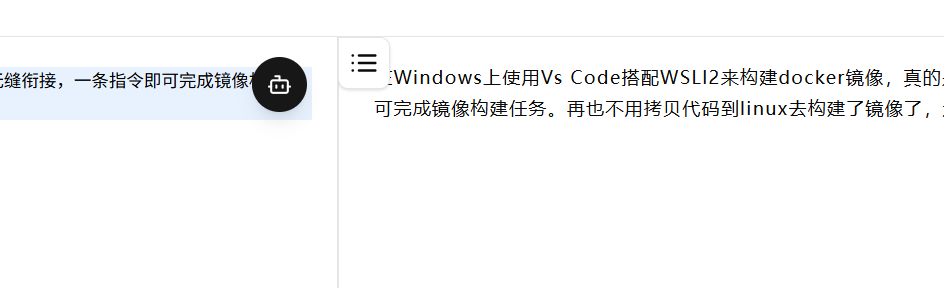 缝衔接，一条指令即可完成镜像
Windows上使用Vs Code搭配WSLI2来构建docker镜像，真的
可完成镜像构建任务。再也不用拷贝代码到linux去构建了镜像了，